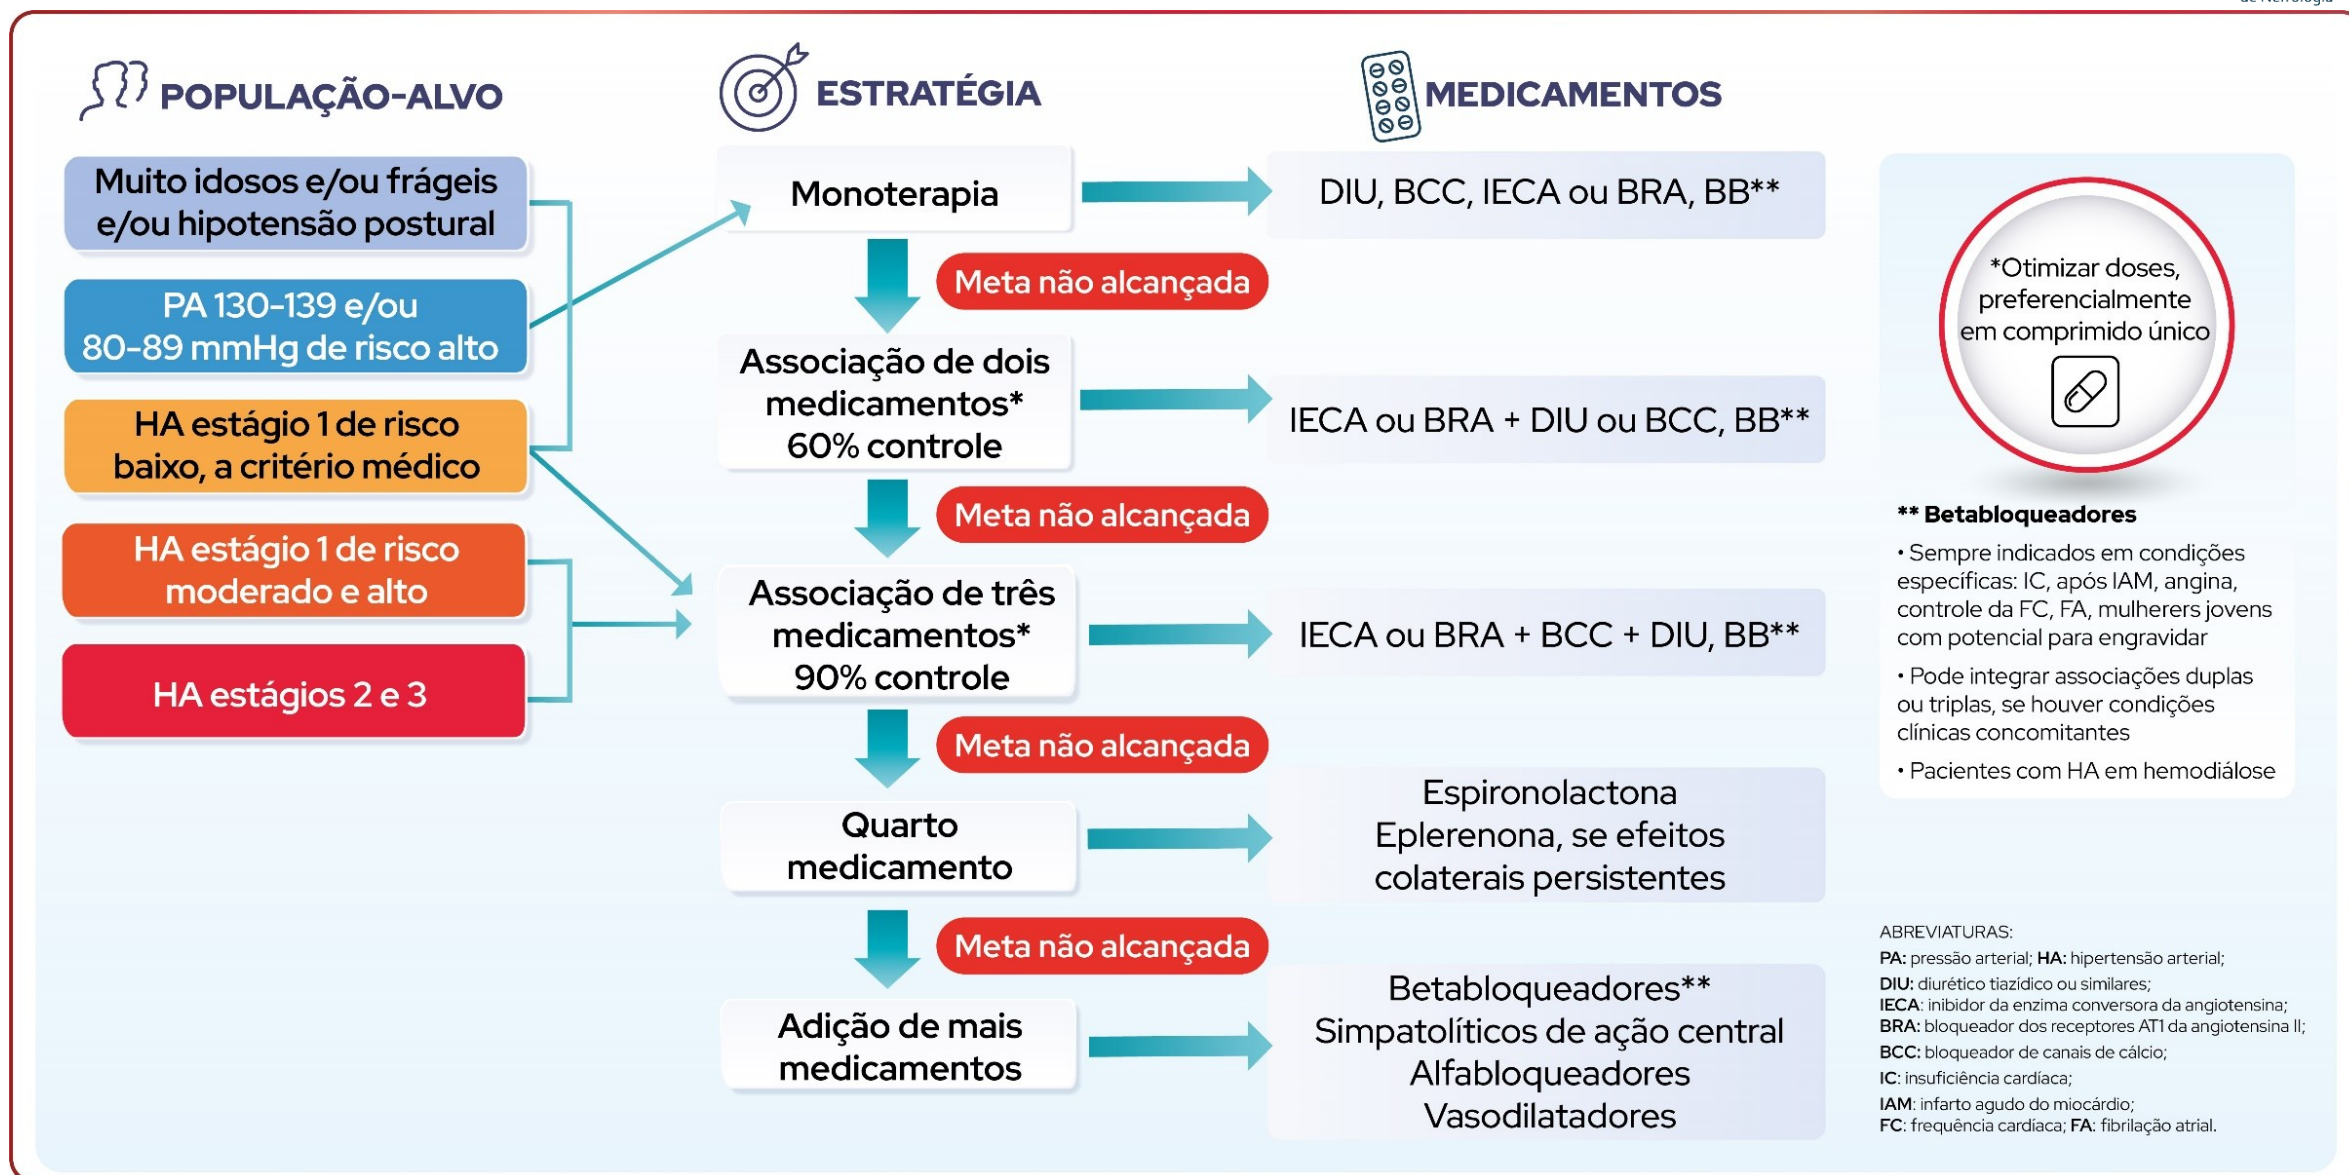 de Nefrologia
POPULAÇÃO-ALVO
Muito idosos e/ou frágeis
e/ou hipotensão postural
PA 130-139 e/ou
80-89 mmHg de risco alto
HA estágio 1 de risco
baixo, a critério médico
HA estágio 1 de risco
moderado e alto
HA estágios 2 e 3
ESTRATÉGIA
Monoterapia
Meta não alcançada
Associação de dois
medicamentos*
60% controle
Meta não alcançada
Associação de três
medicamentos*
90% controle
Meta não alcançada
Quarto
medicamento
Meta não alcançada
Adição de mais
medicamentos
MEDICAMENTOS
DIU, BCC, IECA ou BRA, BB**
IECA ou BRA + DIU ou BCC, BB**
IECA ou BRA + BCC + DIU, BB**
Espironolactona
Eplerenona, se efeitos
colaterais persistentes
Betabloqueadores**
Simpatolíticos de ação central
Alfabloqueadores
Vasodilatadores
*Otimizar doses,
preferencialmente
em comprimido único
** Betabloqueadores
• Sempre indicados em condições
específicas: IC, após IAM, angina,
controle da FC, FA, mulherers jovens
com potencial para engravidar
• Pode integrar associações duplas
ou triplas, se houver condições
clínicas concomitantes
• Pacientes com HA em hemodiálose
ABREVIATURAS:
PA: pressão arterial; HA: hipertensão arterial;
DIU: diurético tiazídico ou similares;
IECA: inibidor da enzima conversora da angiotensina;
BRA: bloqueador dos receptores AT1 da angiotensina II;
BCC: bloqueador de canais de cálcio;
IC: insuficiência cardíaca;
IAM: infarto agudo do miocárdio;
FC: frequência cardíaca; FA: fibrilação atrial.